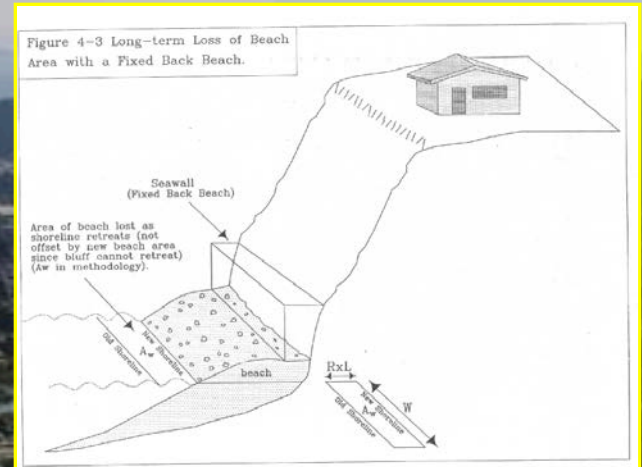 Figure 4-3 Long-term Loss of Beach
Area with a Fixed Back Beach.
Seawall
(Fixed Back Beach)
Area of beach lost as
shoreline retreats (not
offset by new beach area
since bluff cannot retreat)
(Aw in methodology).
Old Shoreline
Aw
New Shoreline
beach
RxL
W
New Shoreline
Aw
Old Shoreline